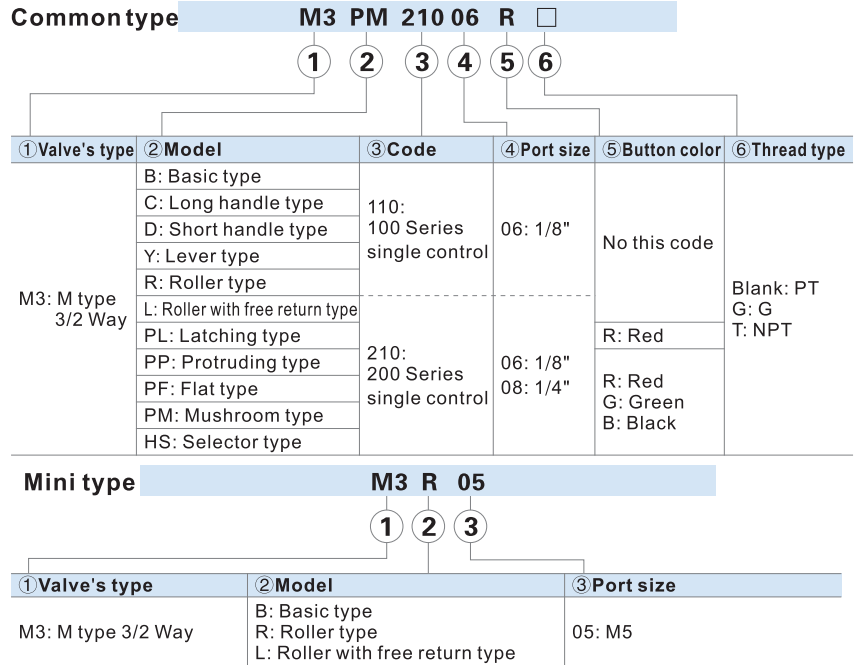 Common type M3 PM 210 06 R □
① ② ③ ④ ⑤ ⑥
①Valve's type ②Model ③Code ④Port size ⑤Button color ⑥Thread type
M3: M type
3/2 Way
B: Basic type
C: Long handle type
D: Short handle type
Y: Lever type
R: Roller type
L: Roller with free return type
PL: Latching type
PP: Protruding type
PF: Flat type
PM: Mushroom type
HS: Selector type
110:
100 Series
single control
210:
200 Series
single control
06: 1/8"
06: 1/8"
08: 1/4"
No this code
R: Red
R: Red
G: Green
B: Black
Blank: PT
G: G
T: NPT
Mini type M3 R 05
① ② ③
①Valve's type ②Model ③Port size
M3: M type 3/2 Way
B: Basic type
R: Roller type
L: Roller with free return type
05: M5